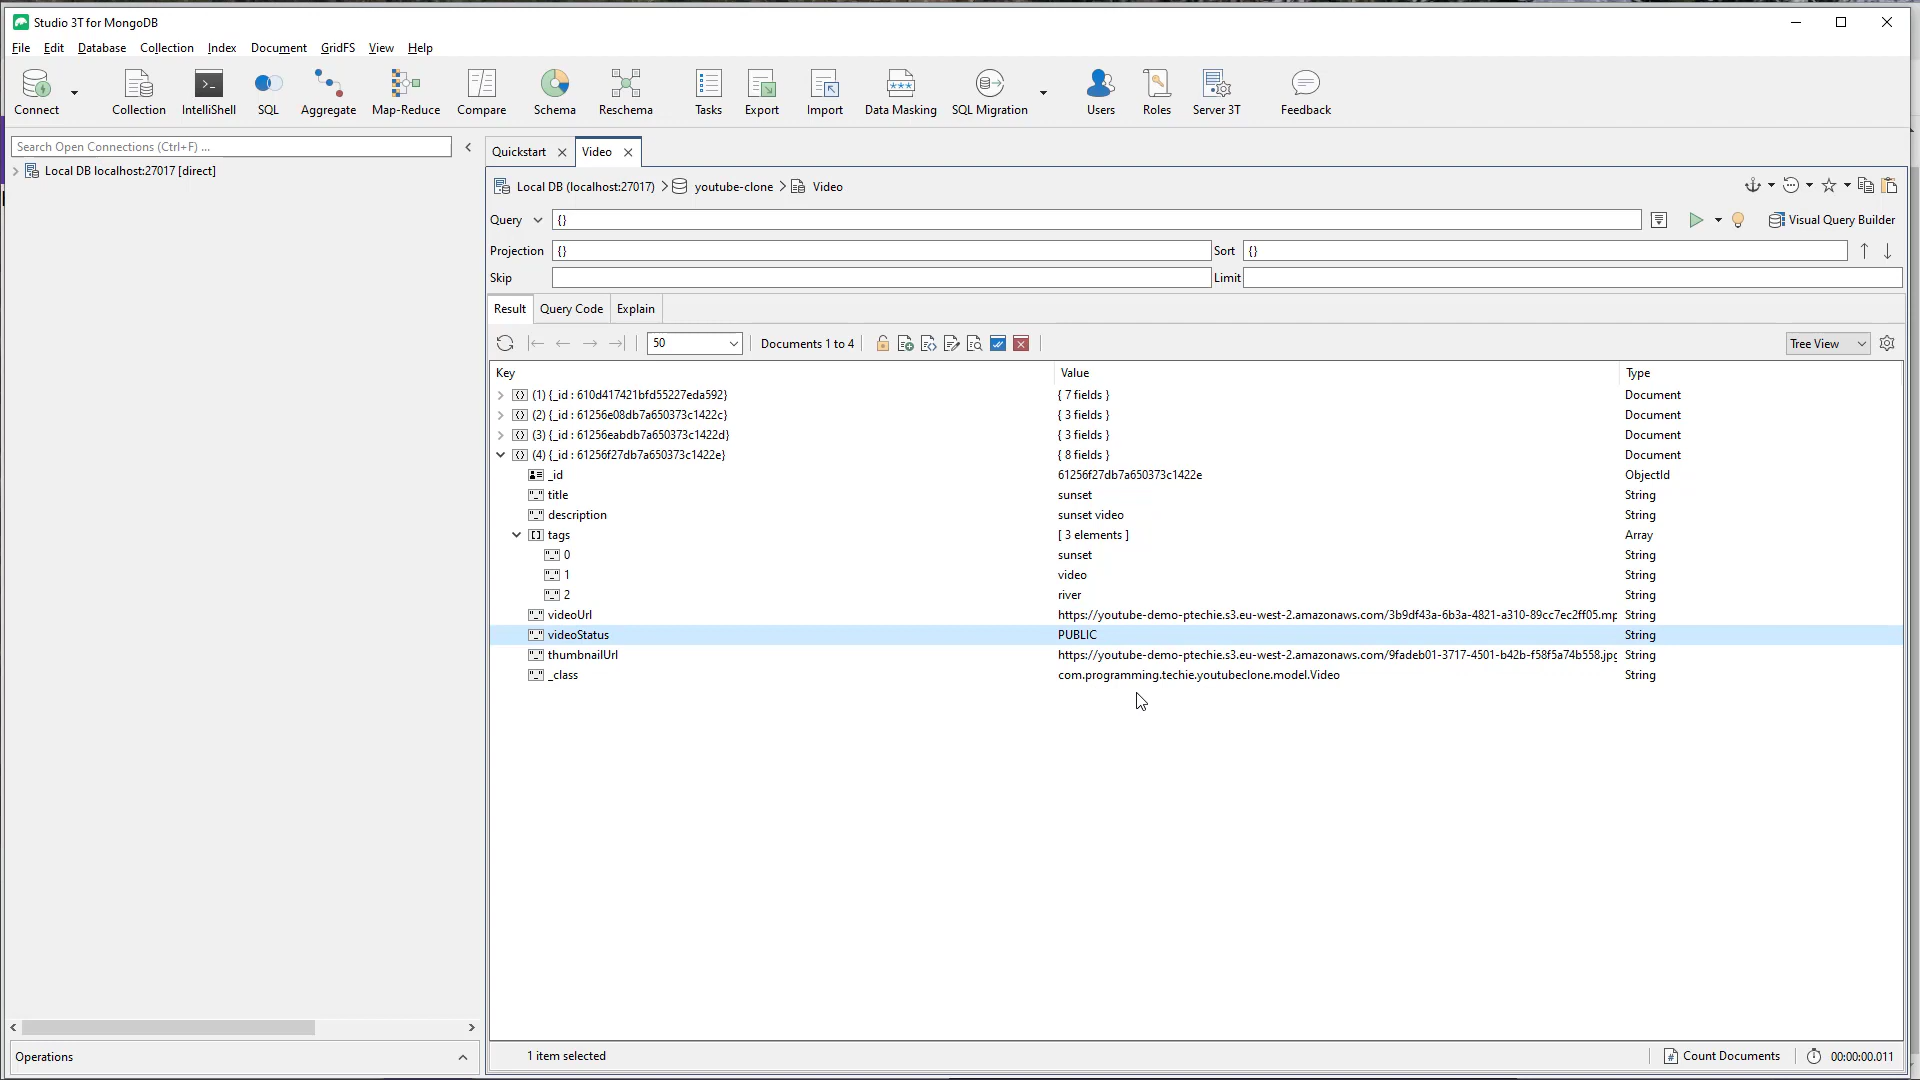 Studio 3T for MongoDB
File Edit Database Collection Index Document GridFS View Help
Connect Collection IntelliShell SQL Aggregate Map-Reduce Compare Schema Reschema Tasks Export Import Data Masking SQL Migration Users Roles Server 3T Feedback
Search Open Connections (Ctrl+F) ...
Local DB localhost:27017 [direct]
Quickstart Video
Local DB (localhost:27017) youtube-clone Video
Query {} Visual Query Builder
Projection {} Sort {}
Skip Limit
Result Query Code Explain
50 Documents 1 to 4 Tree View
Key Value Type
(1) {_id : 610d417421bfd55227eda592} { 7 fields } Document
(2) {_id : 61256e08db7a650373c1422c} { 3 fields } Document
(3) {_id : 61256eabdb7a650373c1422d} { 3 fields } Document
(4) {_id : 61256f27db7a650373c1422e} { 8 fields } Document
_id 61256f27db7a650373c1422e ObjectId
title sunset String
description sunset video String
tags [ 3 elements ] Array
0 sunset String
1 video String
2 river String
videoUrl https://youtube-demo-ptechie.s3.eu-west-2.amazonaws.com/3b9df43a-6b3a-4821-a310-89cc7ec2ff05.mp String
videoStatus PUBLIC String
thumbnailUrl https://youtube-demo-ptechie.s3.eu-west-2.amazonaws.com/9fadeb01-3717-4501-b42b-f58f5a74b558.jpg String
_class com.programming.techie.youtubeclone.model.Video String
Operations
1 item selected Count Documents 00:00:00.011